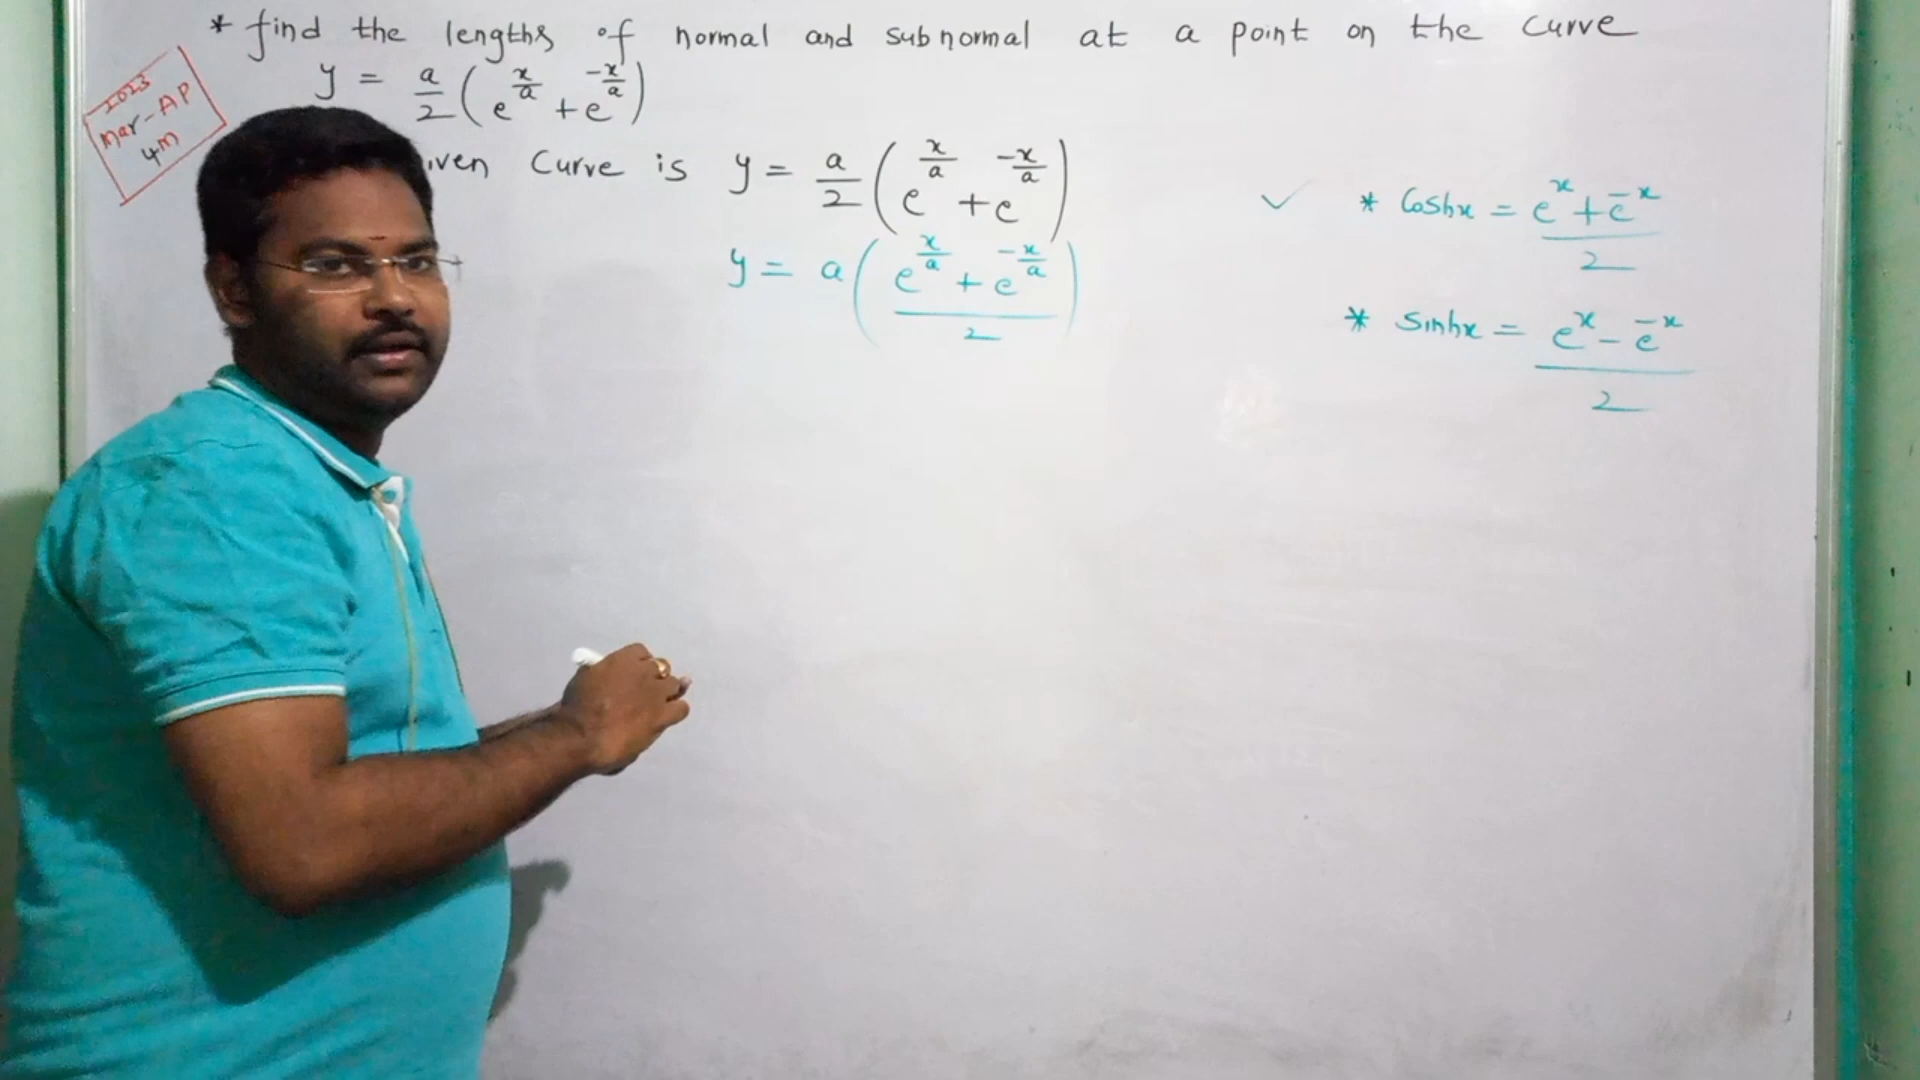 * find the lengths of normal and subnormal at a point on the curve
y = a/2 (e^(x/a) + e^(-x/a))
2023
Mar-AP
4M
iven Curve is y = a/2 (e^(x/a) + e^(-x/a))
y = a ((e^(x/a) + e^(-x/a))/2)
✓ * Coshx = (e^x + e^-x)/2
* Sinhx = (e^x - e^-x)/2